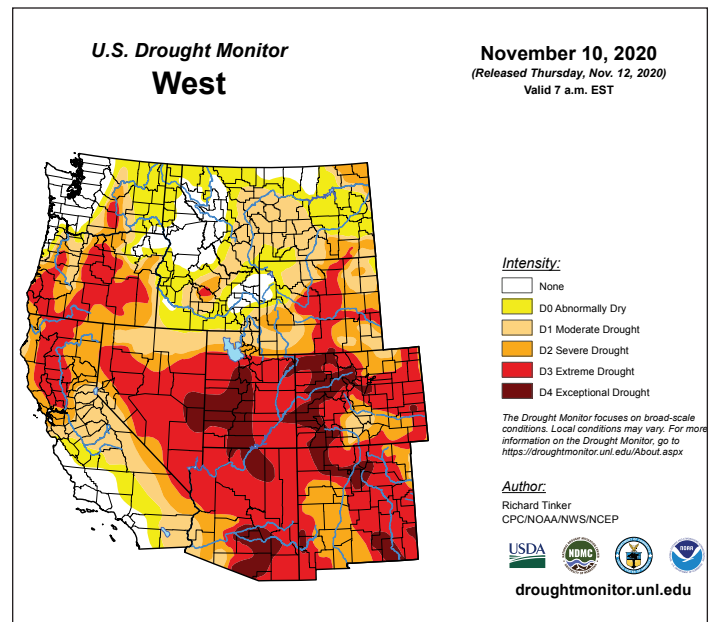 U.S. Drought Monitor
West
November 10, 2020
(Released Thursday, Nov. 12, 2020)
Valid 7 a.m. EST
Intensity:
None
D0 Abnormally Dry
D1 Moderate Drought
D2 Severe Drought
D3 Extreme Drought
D4 Exceptional Drought
The Drought Monitor focuses on broad-scale
conditions. Local conditions may vary. For more
information on the Drought Monitor, go to
https://droughtmonitor.unl.edu/About.aspx
Author:
Richard Tinker
CPC/NOAA/NWS/NCEP
USDA
NDMC
NOAA
droughtmonitor.unl.edu